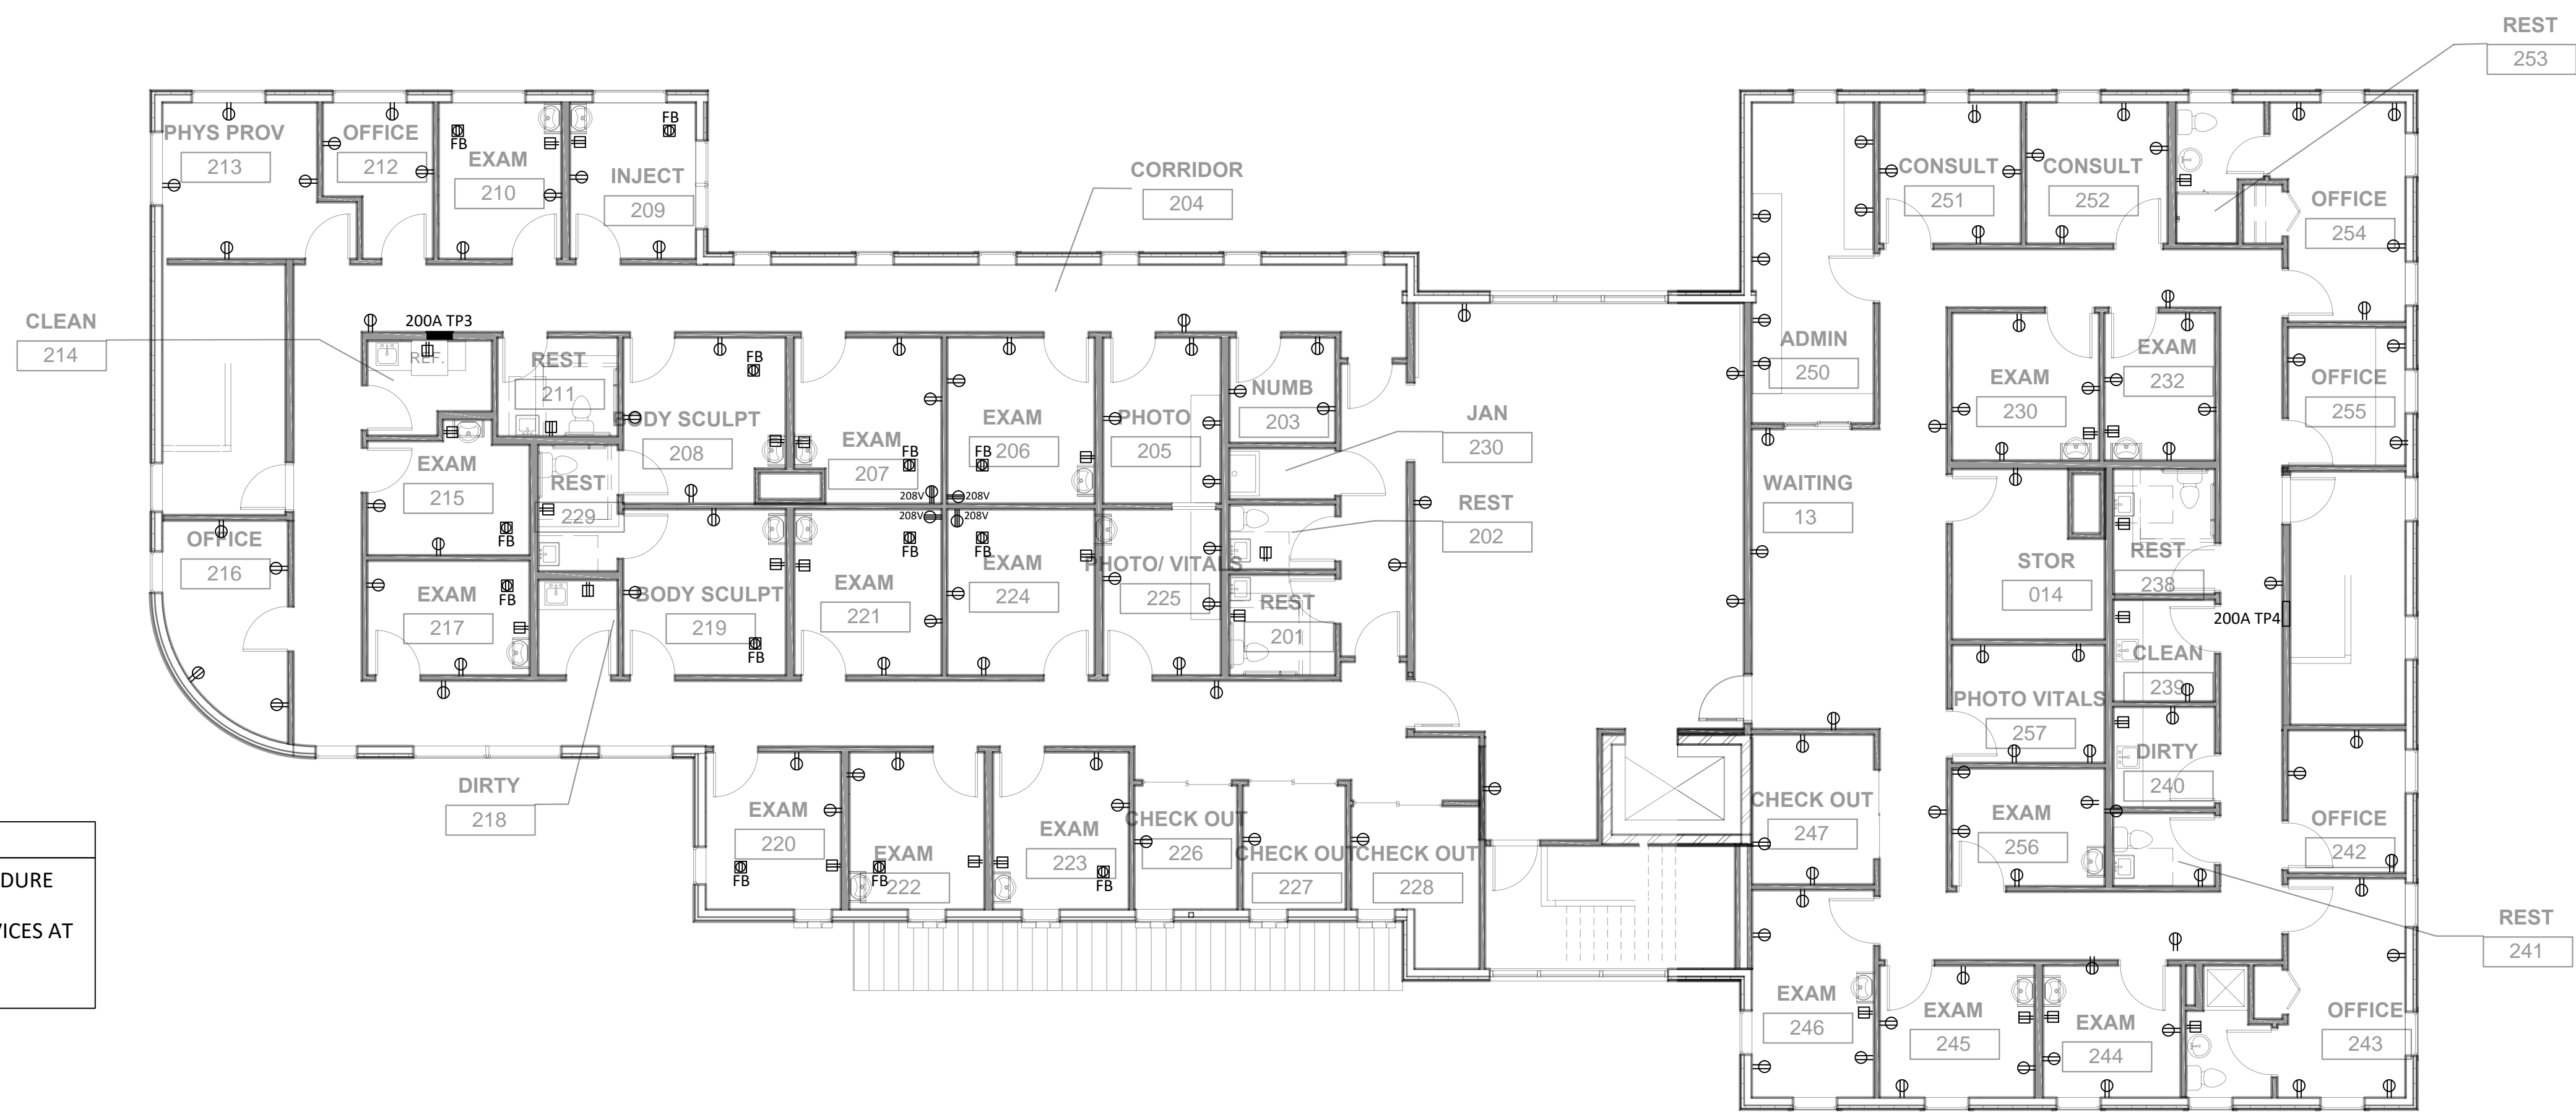 REST
253
PHYS PROV
213
OFFICE
212
FB
EXAM
210
FB
INJECT
209
CORRIDOR
204
CONSULT
251
CONSULT
252
OFFICE
254
CLEAN
214
200A TP3
REF.
REST
211
FB
BODY SCULPT
208
EXAM
207
FB
EXAM
206
FB
PHOTO
205
NUMB
203
JAN
230
ADMIN
250
EXAM
230
EXAM
232
OFFICE
255
EXAM
215
FB
REST
229
208V
208V
208V
208V
REST
202
WAITING
13
OFFICE
216
EXAM
217
FB
BODY SCULPT
219
FB
EXAM
221
FB
EXAM
224
FB
PHOTO/ VITALS
225
REST
201
STOR
014
REST
238
200A TP4
CLEAN
239
PHOTO VITALS
257
DIRTY
240
DIRTY
218
EXAM
220
FB
EXAM
222
FB
EXAM
223
FB
CHECK OUT
226
CHECK OUT
227
CHECK OUT
228
CHECK OUT
247
EXAM
256
OFFICE
242
DURE
VICES AT
REST
241
EXAM
246
EXAM
245
EXAM
244
OFFICE
243